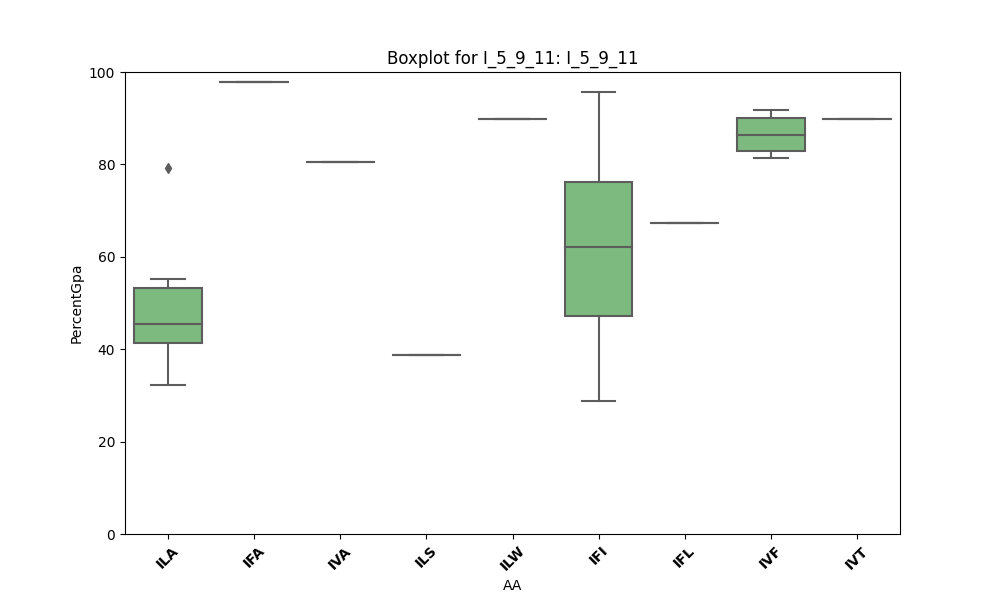 Boxplot for I_5_9_11: I_5_9_11
PercentGpa
100
80
60
40
20
0
ILA IFA IVA ILS ILW IFI IFL IVF IVT
AA